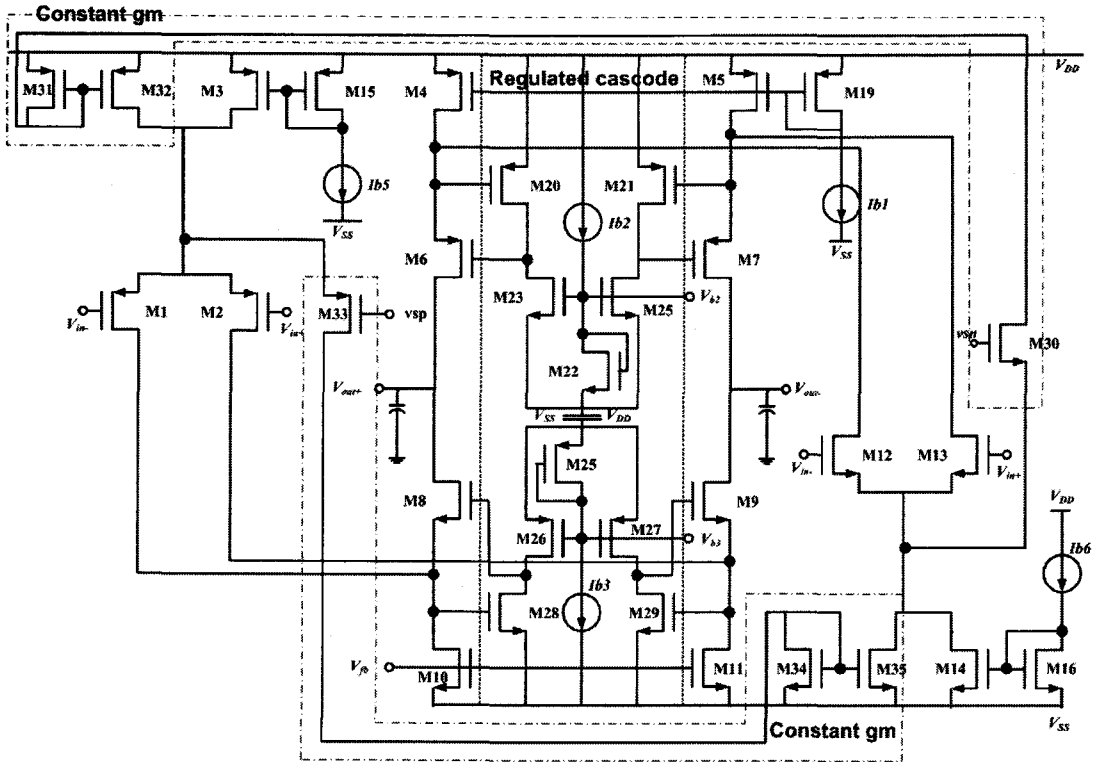 Constant gm
V_DD
Regulated cascode
M31
M32
M3
M15
M4
M5
M19
M20
M21
Ib5
Ib2
Ib1
V_SS
V_SS
M6
M7
M23
M25
V_b2
M1
M2
M33
vsp
V_in-
V_in
vsn
M30
M22
V_out+
V_SS
V_DD
V_out-
M25
M12
M13
V_in-
V_in+
M8
M9
V_DD
M26
M27
V_b3
Ib6
Ib3
M28
M29
V_fb
M10
M11
M34
M35
M14
M16
V_SS
Constant gm